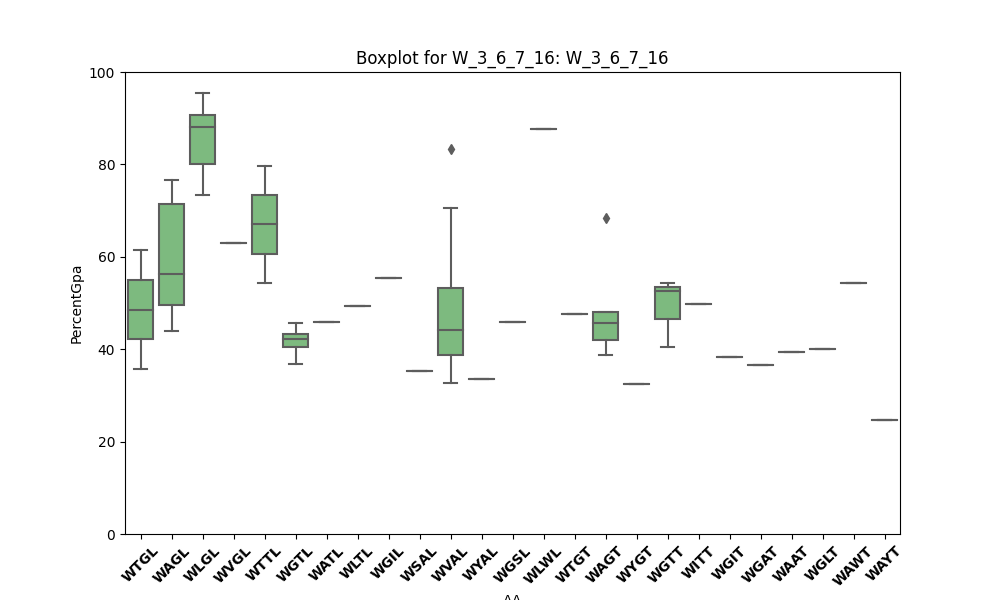 Boxplot for W_3_6_7_16: W_3_6_7_16
100
80
60
40
20
0
PercentGpa
WTGL WAGL WLGL WVGL WTTL WGTL WATL WLTL WGIL WSAL WVAL WYAL WGSL WLWL WTGT WAGT WYGT WGTT WITT WGIT WGAT WAAT WGLT WAWT WAYT
AA